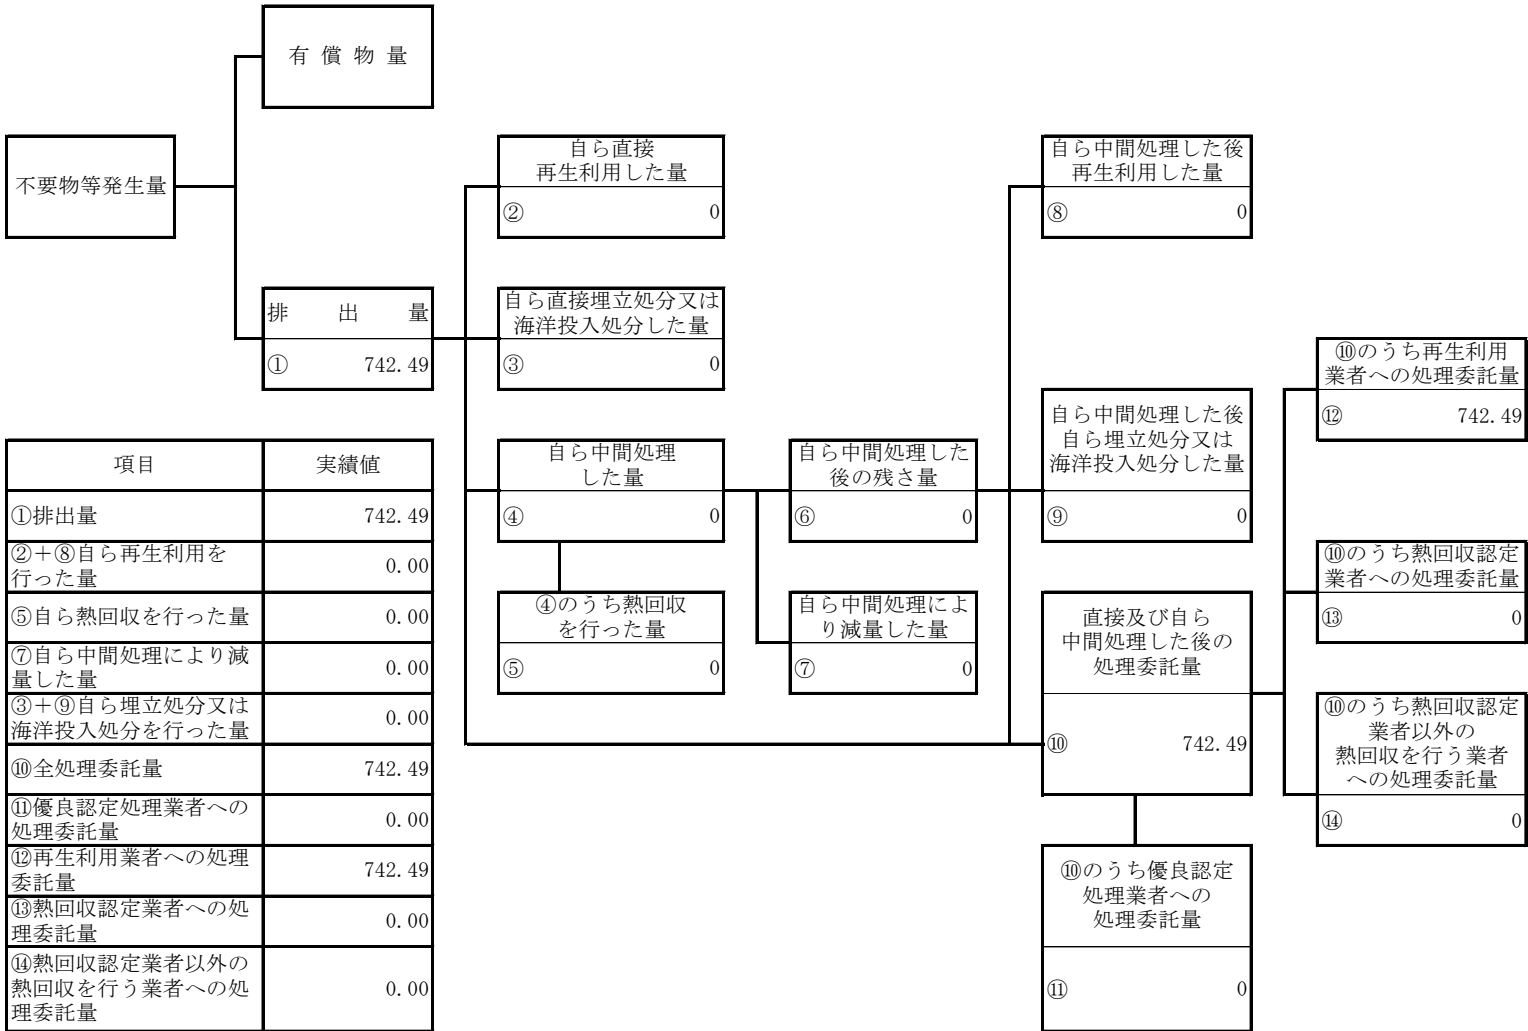 有償物量
不要物等発生量
排出量
① 742.49
自ら直接
再生利用した量
② 0
自ら直接埋立処分又は
海洋投入処分した量
③ 0
自ら中間処理
した量
④ 0
④のうち熱回収
を行った量
⑤ 0
自ら中間処理した
後の残さ量
⑥ 0
自ら中間処理によ
り減量した量
⑦ 0
自ら中間処理した後
再生利用した量
⑧ 0
自ら中間処理した後
自ら埋立処分又は
海洋投入処分した量
⑨ 0
直接及び自ら
中間処理した後の
処理委託量
⑩ 742.49
⑩のうち優良認定
処理業者への
処理委託量
⑪ 0
⑩のうち再生利用
業者への処理委託量
⑫ 742.49
⑩のうち熱回収認定
業者への処理委託量
⑬ 0
⑩のうち熱回収認定
業者以外の
熱回収を行う業者
への処理委託量
⑭ 0
項目 実績値
①排出量 742.49
②+⑧自ら再生利用を
行った量 0.00
⑤自ら熱回収を行った量 0.00
⑦自ら中間処理により減
量した量 0.00
③+⑨自ら埋立処分又は
海洋投入処分を行った量 0.00
⑩全処理委託量 742.49
⑪優良認定処理業者への
処理委託量 0.00
⑫再生利用業者への処理
委託量 742.49
⑬熱回収認定業者への処
理委託量 0.00
⑭熱回収認定業者以外の
熱回収を行う業者への処
理委託量 0.00